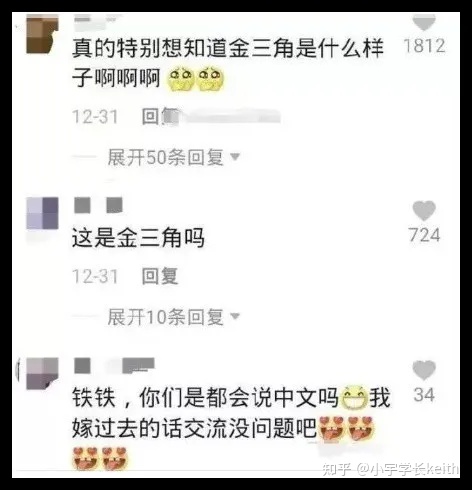 真的特别想知道金三角是什么样
子啊啊啊
1812
12-31 回复
展开50条回复
这是金三角吗
724
12-31 回复
展开10条回复
铁铁，你们是都会说中文吗我
嫁过去的话交流没问题吧
34
知乎 @小宇学长keith